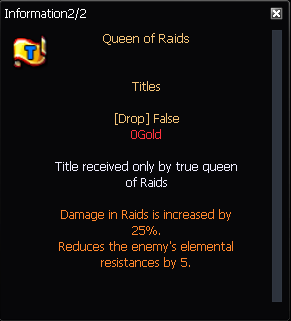 Information2/2
Queen of Raids
T
Titles
[Drop] False
0Gold
Title received only by true queen
of Raids
Damage in Raids is increased by
25%.
Reduces the enemy's elemental
resistances by 5.